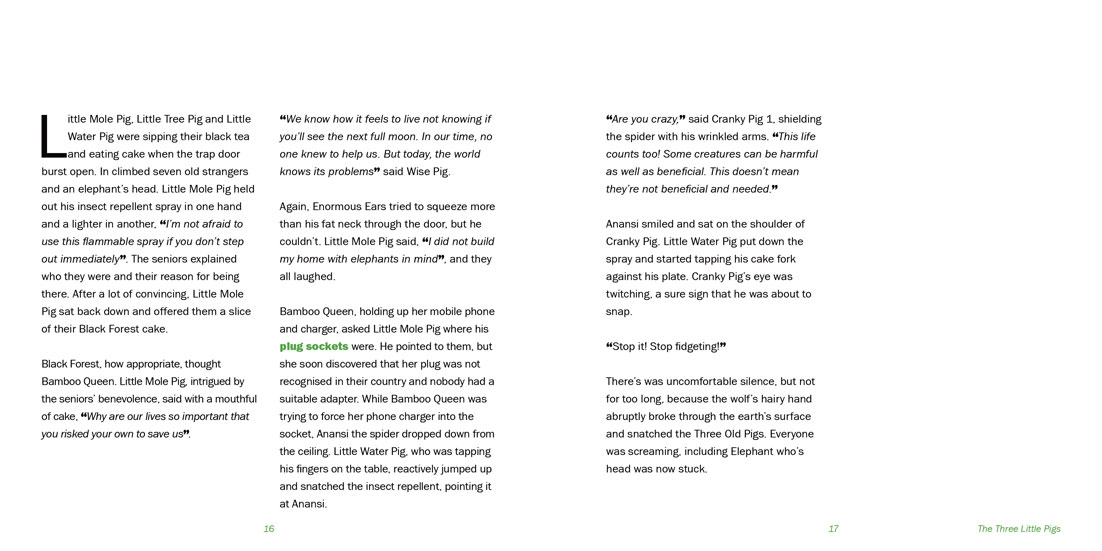 Little Mole Pig, Little Tree Pig and Little
Water Pig were sipping their black tea
and eating cake when the trap door
burst open. In climbed seven old strangers
and an elephant's head. Little Mole Pig held
out his insect repellent spray in one hand
and a lighter in another, ❝I'm not afraid to
use this flammable spray if you don't step
out immediately❞. The seniors explained
who they were and their reason for being
there. After a lot of convincing, Little Mole
Pig sat back down and offered them a slice
of their Black Forest cake.
Black Forest, how appropriate, thought
Bamboo Queen. Little Mole Pig, intrigued by
the seniors' benevolence, said with a mouthful
of cake, ❝Why are our lives so important that
you risked your own to save us❞.
❝We know how it feels to live not knowing if
you'll see the next full moon. In our time, no
one knew to help us. But today, the world
knows its problems❞ said Wise Pig.
Again, Enormous Ears tried to squeeze more
than his fat neck through the door, but he
couldn't. Little Mole Pig said, ❝I did not build
my home with elephants in mind❞, and they
all laughed.
Bamboo Queen, holding up her mobile phone
and charger, asked Little Mole Pig where his
plug sockets were. He pointed to them, but
she soon discovered that her plug was not
recognised in their country and nobody had a
suitable adapter. While Bamboo Queen was
trying to force her phone charger into the
socket, Anansi the spider dropped down from
the ceiling. Little Water Pig, who was tapping
his fingers on the table, reactively jumped up
and snatched the insect repellent, pointing it
at Anansi.
16
❝Are you crazy,❞ said Cranky Pig 1, shielding
the spider with his wrinkled arms. ❝This life
counts too! Some creatures can be harmful
as well as beneficial. This doesn't mean
they're not beneficial and needed.❞
Anansi smiled and sat on the shoulder of
Cranky Pig. Little Water Pig put down the
spray and started tapping his cake fork
against his plate. Cranky Pig's eye was
twitching, a sure sign that he was about to
snap.
❝Stop it! Stop fidgeting!❞
There's was uncomfortable silence, but not
for too long, because the wolf's hairy hand
abruptly broke through the earth's surface
and snatched the Three Old Pigs. Everyone
was screaming, including Elephant who's
head was now stuck.
17
The Three Little Pigs